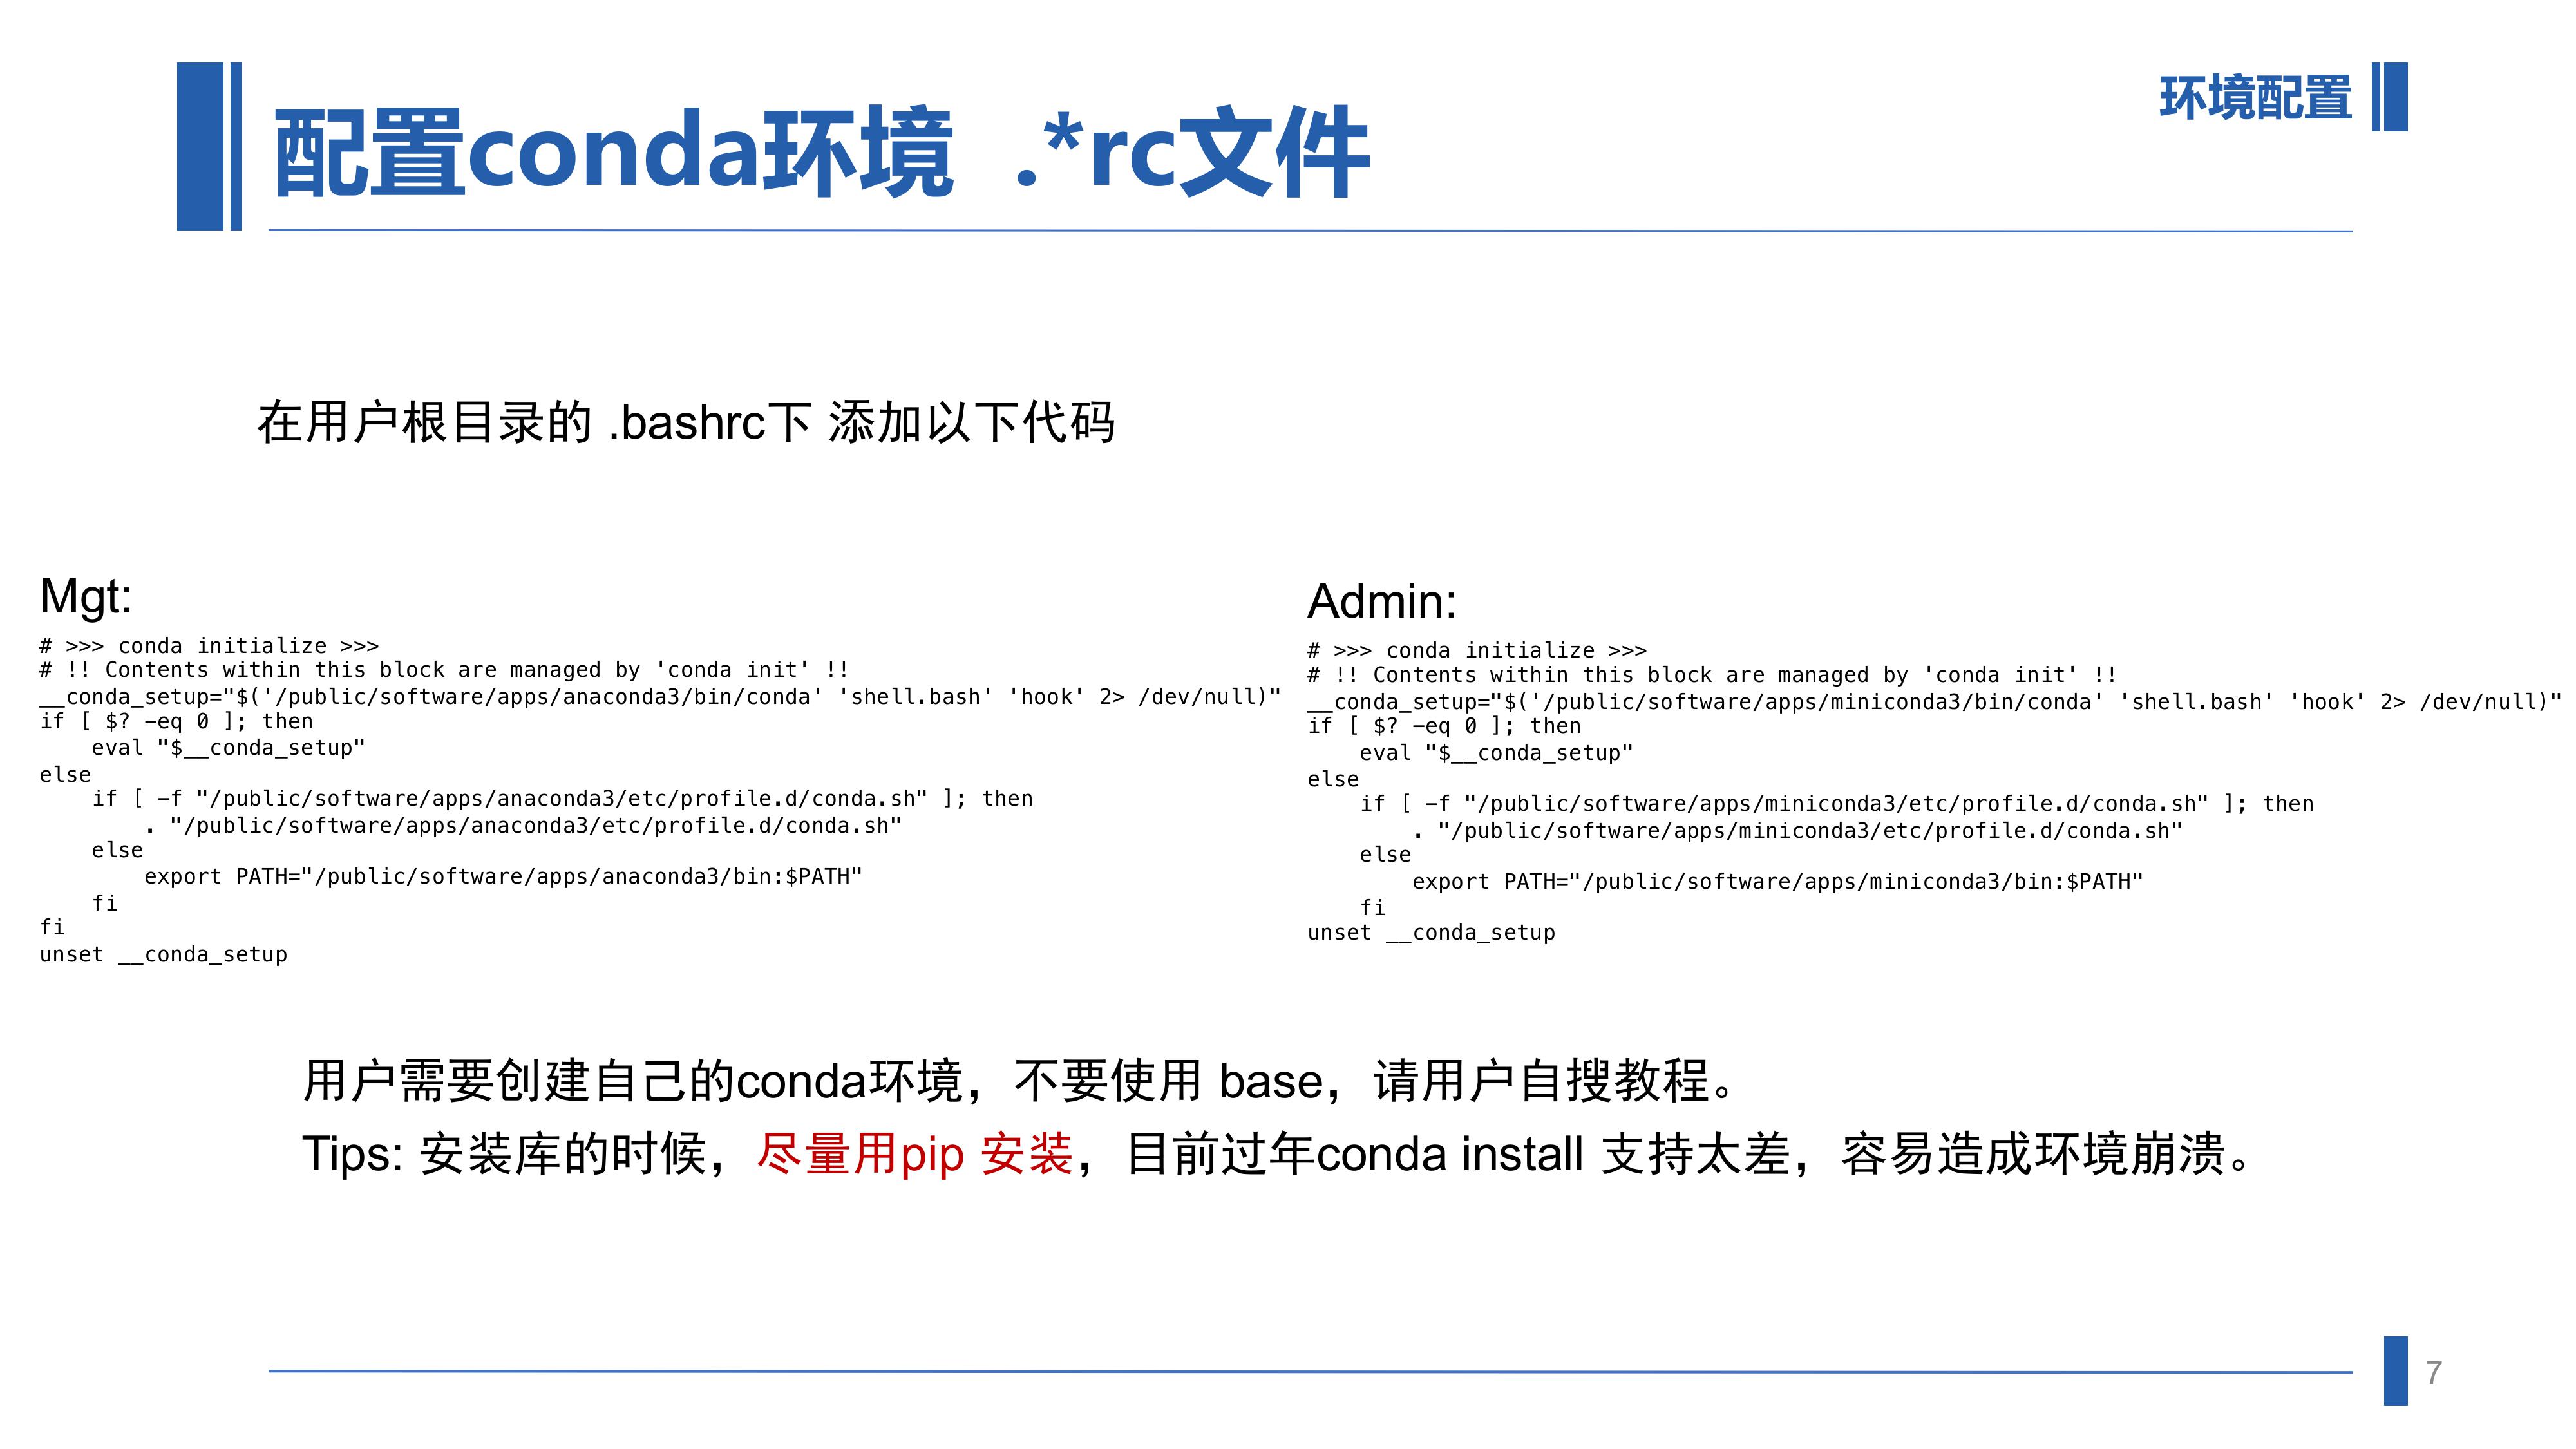 环境配置
配置conda环境 .*rc文件
在用户根目录的 .bashrc下 添加以下代码
Mgt:
# >>> conda initialize >>>
# !! Contents within this block are managed by 'conda init' !!
__conda_setup="$('/public/software/apps/anaconda3/bin/conda' 'shell.bash' 'hook' 2> /dev/null)"
if [ $? -eq 0 ]; then
    eval "$__conda_setup"
else
    if [ -f "/public/software/apps/anaconda3/etc/profile.d/conda.sh" ]; then
        . "/public/software/apps/anaconda3/etc/profile.d/conda.sh"
    else
        export PATH="/public/software/apps/anaconda3/bin:$PATH"
    fi
fi
unset __conda_setup
Admin:
# >>> conda initialize >>>
# !! Contents within this block are managed by 'conda init' !!
__conda_setup="$('/public/software/apps/miniconda3/bin/conda' 'shell.bash' 'hook' 2> /dev/null)"
if [ $? -eq 0 ]; then
    eval "$__conda_setup"
else
    if [ -f "/public/software/apps/miniconda3/etc/profile.d/conda.sh" ]; then
        . "/public/software/apps/miniconda3/etc/profile.d/conda.sh"
    else
        export PATH="/public/software/apps/miniconda3/bin:$PATH"
    fi
unset __conda_setup
用户需要创建自己的conda环境，不要使用 base，请用户自搜教程。
Tips: 安装库的时候，尽量用pip 安装，目前过年conda install 支持太差，容易造成环境崩溃。
7